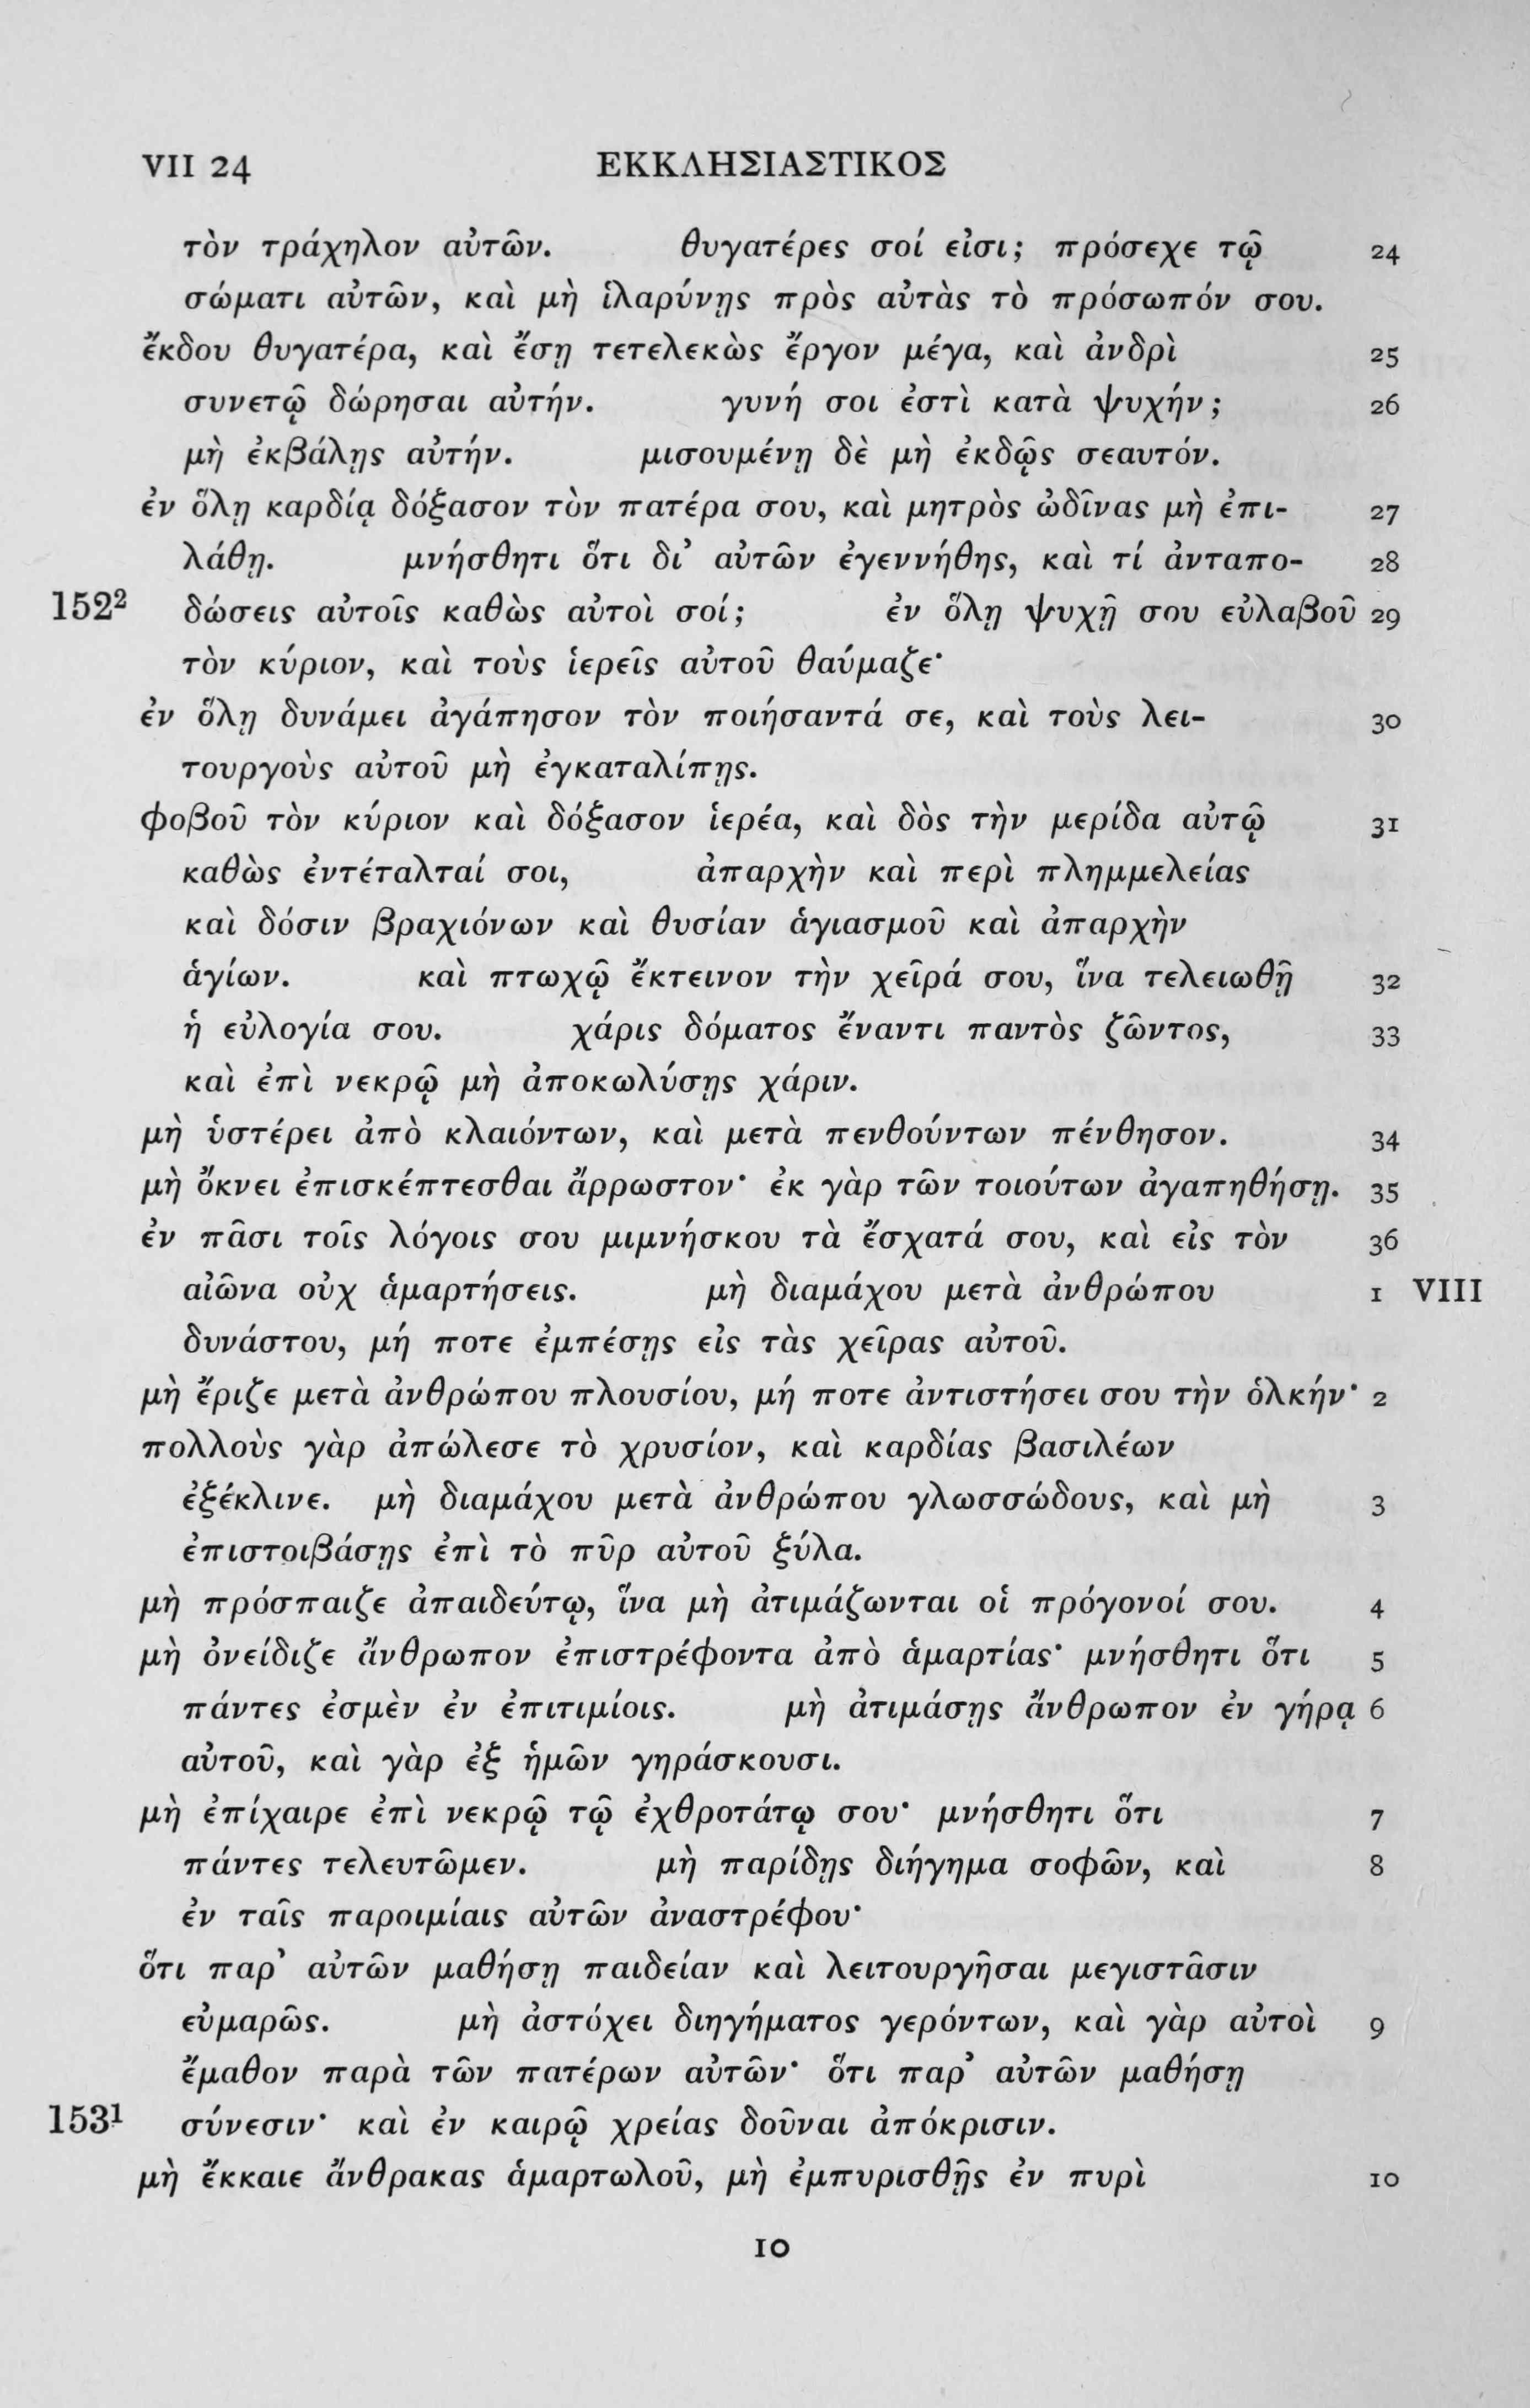 VII 24 ΕΚΚΛΗΣΙΑΣΤΙΚΟΣ
τὸν τράχηλον αὐτῶν. θυγατέρες σοί εἰσι; πρόσεχε τῷ 24
σώματι αὐτῶν, καὶ μὴ ἱλαρύνῃς πρὸς αὐτὰς τὸ πρόσωπόν σου.
ἔκδου θυγατέρα, καὶ ἔσῃ τετελεκὼς ἔργον μέγα, καὶ ἀνδρὶ 25
συνετῷ δώρησαι αὐτήν. γυνή σοι ἐστὶ κατὰ ψυχήν; 26
μὴ ἐκβάλῃς αὐτήν. μισουμένῃ δὲ μὴ ἐκδῷς σεαυτόν.
ἐν ὅλῃ καρδίᾳ δόξασον τὸν πατέρα σου, καὶ μητρὸς ὠδῖνας μὴ ἐπι- 27
λάθῃ. μνήσθητι ὅτι δι᾽ αὐτῶν ἐγεννήθης, καὶ τί ἀνταπο- 28
152² δώσεις αὐτοῖς καθὼς αὐτοὶ σοί; ἐν ὅλῃ ψυχῇ σου εὐλαβοῦ 29
τὸν κύριον, καὶ τοὺς ἱερεῖς αὐτοῦ θαύμαζε·
ἐν ὅλῃ δυνάμει ἀγάπησον τὸν ποιήσαντά σε, καὶ τοὺς λει- 30
τουργοὺς αὐτοῦ μὴ ἐγκαταλίπῃς.
φοβοῦ τὸν κύριον καὶ δόξασον ἱερέα, καὶ δὸς τὴν μερίδα αὐτῷ 31
καθὼς ἐντέταλταί σοι, ἀπαρχὴν καὶ περὶ πλημμελείας
καὶ δόσιν βραχιόνων καὶ θυσίαν ἁγιασμοῦ καὶ ἀπαρχὴν
ἁγίων. καὶ πτωχῷ ἔκτεινον τὴν χεῖρά σου, ἵνα τελειωθῇ 32
ἡ εὐλογία σου. χάρις δόματος ἔναντι παντὸς ζῶντος, 33
καὶ ἐπὶ νεκρῷ μὴ ἀποκωλύσῃς χάριν.
μὴ ὑστέρει ἀπὸ κλαιόντων, καὶ μετὰ πενθούντων πένθησον. 34
μὴ ὄκνει ἐπισκέπτεσθαι ἄρρωστον· ἐκ γὰρ τῶν τοιούτων ἀγαπηθήσῃ. 35
ἐν πᾶσι τοῖς λόγοις σου μιμνήσκου τὰ ἔσχατά σου, καὶ εἰς τὸν 36
αἰῶνα οὐχ ἁμαρτήσεις. μὴ διαμάχου μετὰ ἀνθρώπου 1 VIII
δυνάστου, μή ποτε ἐμπέσῃς εἰς τὰς χεῖρας αὐτοῦ.
μὴ ἔριζε μετὰ ἀνθρώπου πλουσίου, μή ποτε ἀντιστήσει σου τὴν ὁλκήν· 2
πολλοὺς γὰρ ἀπώλεσε τὸ χρυσίον, καὶ καρδίας βασιλέων
ἐξέκλινε. μὴ διαμάχου μετὰ ἀνθρώπου γλωσσώδους, καὶ μὴ 3
ἐπιστοιβάσῃς ἐπὶ τὸ πῦρ αὐτοῦ ξύλα.
μὴ πρόσπαιζε ἀπαιδεύτῳ, ἵνα μὴ ἀτιμάζωνται οἱ πρόγονοί σου. 4
μὴ ὀνείδιζε ἄνθρωπον ἐπιστρέφοντα ἀπὸ ἁμαρτίας· μνήσθητι ὅτι 5
πάντες ἐσμὲν ἐν ἐπιτιμίοις. μὴ ἀτιμάσῃς ἄνθρωπον ἐν γήρᾳ 6
αὐτοῦ, καὶ γὰρ ἐξ ἡμῶν γηράσκουσι.
μὴ ἐπίχαιρε ἐπὶ νεκρῷ τῷ ἐχθροτάτῳ σου· μνήσθητι ὅτι 7
πάντες τελευτῶμεν. μὴ παρίδῃς διήγημα σοφῶν, καὶ 8
ἐν ταῖς παροιμίαις αὐτῶν ἀναστρέφου·
ὅτι παρ᾽ αὐτῶν μαθήσῃ παιδείαν καὶ λειτουργῆσαι μεγιστᾶσιν
εὐμαρῶς. μὴ ἀστόχει διηγήματος γερόντων, καὶ γὰρ αὐτοὶ 9
ἔμαθον παρὰ τῶν πατέρων αὐτῶν· ὅτι παρ᾽ αὐτῶν μαθήσῃ
153¹ σύνεσιν· καὶ ἐν καιρῷ χρείας δοῦναι ἀπόκρισιν.
μὴ ἔκκαιε ἄνθρακας ἁμαρτωλοῦ, μὴ ἐμπυρισθῇς ἐν πυρὶ 10
10